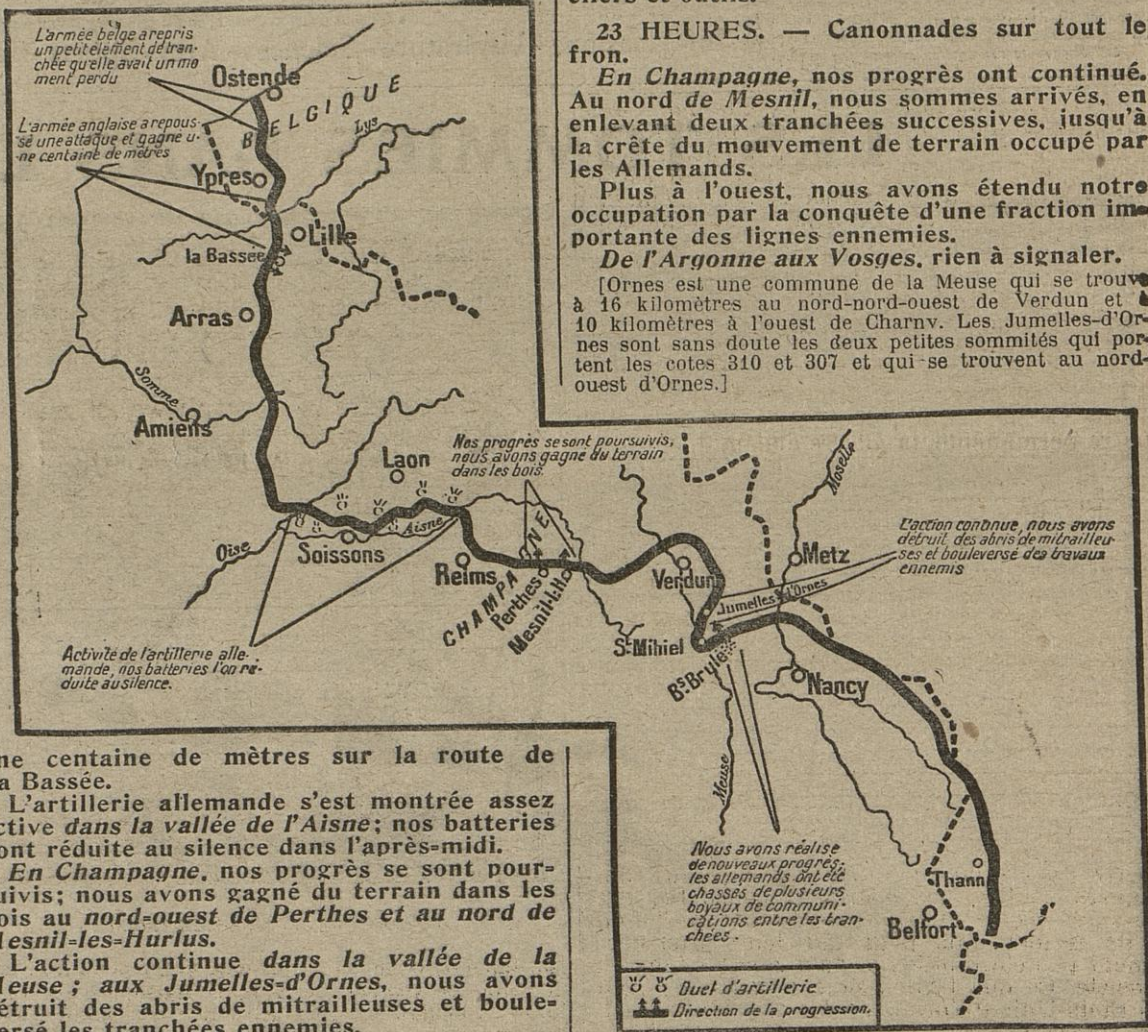 23 HEURES. — Canonnades sur tout le
fron.
En Champagne, nos progrès ont continué.
Au nord de Mesnil, nous sommes arrivés, en
enlevant deux tranchées successives, jusqu'à
la crête du mouvement de terrain occupé par
les Allemands.
Plus à l'ouest, nous avons étendu notre
occupation par la conquête d'une fraction im-
portante des lignes ennemies.
De l'Argonne aux Vosges, rien à signaler.
[Ornes est une commune de la Meuse qui se trouve
à 16 kilomètres au nord-nord-ouest de Verdun et à
10 kilomètres à l'ouest de Charny. Les Jumelles-d'Or-
nes sont sans doute les deux petites sommités qui por-
tent les cotes 310 et 307 et qui se trouvent au nord-
ouest d'Ornes.]
L'armée belge a repris
un petit elément de tran-
chée qu'elle avait un mo
ment perdu
Ostende
BELGIQUE
Lys
L'armée anglaise a repous-
sé une attaque et gagné u-
ne centaine de mètres
Ypres
Lille
la Bassée
Arras
Somme
Amiens
Nos progrès se sont poursuivis,
nous avons gagné du terrain
dans les bois.
Laon
Moselle
L'action continue, nous avons
détruit des abris de mitrailleu-
ses et bouleversé des travaux
ennemis
Oise
Aisne
Soissons
Reims
CHAMPAGNE
Perthes
Mesnil-l-H.
Verdun
Metz
Jumelles d'Ornes
St Mihiel
Bs Brulé
Nancy
Activité de l'artillerie alle-
mande, nos batteries l'on re-
duite au silence.
Meuse
Nous avons réalisé
de nouveaux progrès;
les allemands ont été
chassés de plusieurs
boyaux de communi-
cations entre les tran-
chées.
Thann
Belfort
Duel d'artillerie
Direction de la progression.
ne centaine de mètres sur la route de
a Bassée.
L'artillerie allemande s'est montrée assez
ctive dans la vallée de l'Aisne; nos batteries
ont réduite au silence dans l'après-midi.
En Champagne, nos progrès se sont pour-
uivis; nous avons gagné du terrain dans les
ois au nord-ouest de Perthes et au nord de
esnil-les-Hurlus.
L'action continue dans la vallée de la
euse; aux Jumelles-d'Ornes, nous avons
étruit des abris de mitrailleuses et boule-
ersé les tranchées ennemies.